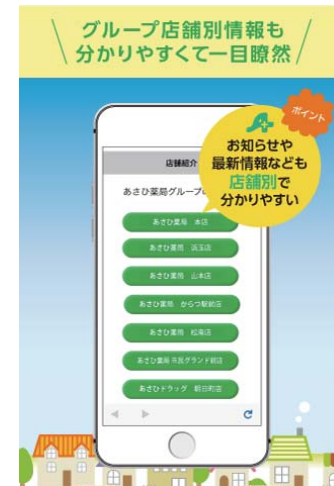 グループ店舗別情報も
分かりやすくて一目瞭然
ポイント
お知らせや
最新情報なども
店舗別で
分かりやすい
店舗紹介
あさひ薬局グループの
あさひ薬局 本店
あさひ薬局 浜玉店
あさひ薬局 山本店
あさひ薬局 からつ駅前店
あさひ薬局 松南店
あさひ薬局 市民グランド前店
あさひドラッグ 朝日町店